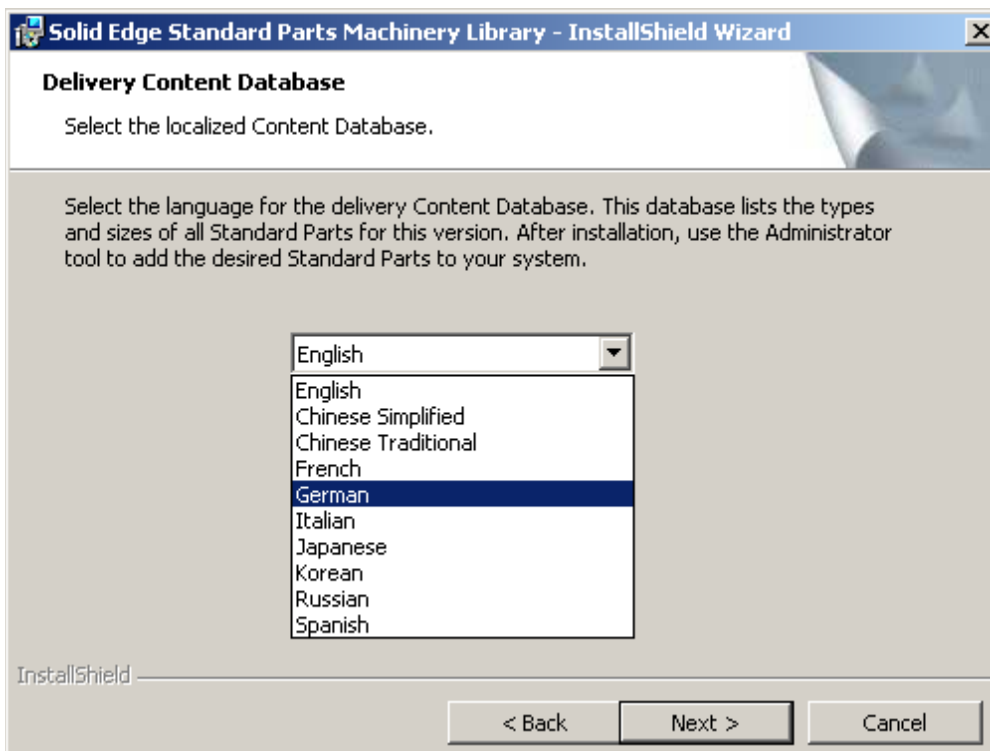 Solid Edge Standard Parts Machinery Library - InstallShield Wizard
Delivery Content Database
Select the localized Content Database.
Select the language for the delivery Content Database. This database lists the types
and sizes of all Standard Parts for this version. After installation, use the Administrator
tool to add the desired Standard Parts to your system.
English
English
Chinese Simplified
Chinese Traditional
French
German
Italian
Japanese
Korean
Russian
Spanish
InstallShield
< Back Next > Cancel